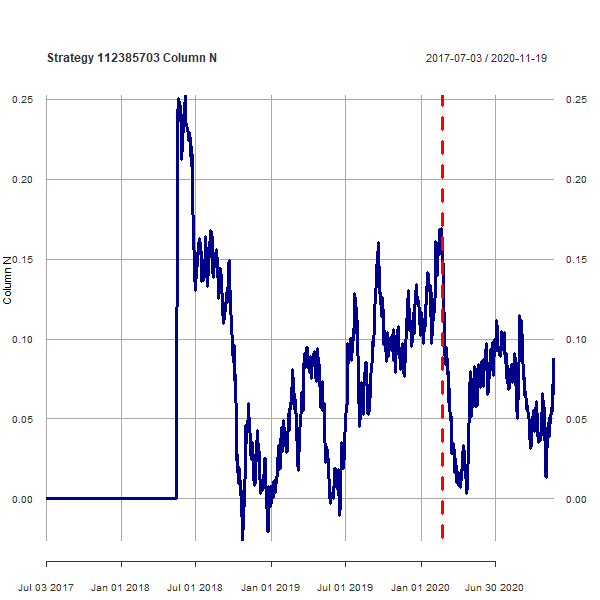 Strategy 112385703 Column N
2017-07-03 / 2020-11-19
0.25
0.25
0.20
0.20
0.15
0.15
0.10
0.10
0.05
0.05
0.00
0.00
Column N
Jul 03 2017
Jan 01 2018
Jul 01 2018
Jan 01 2019
Jul 01 2019
Jan 01 2020
Jun 30 2020